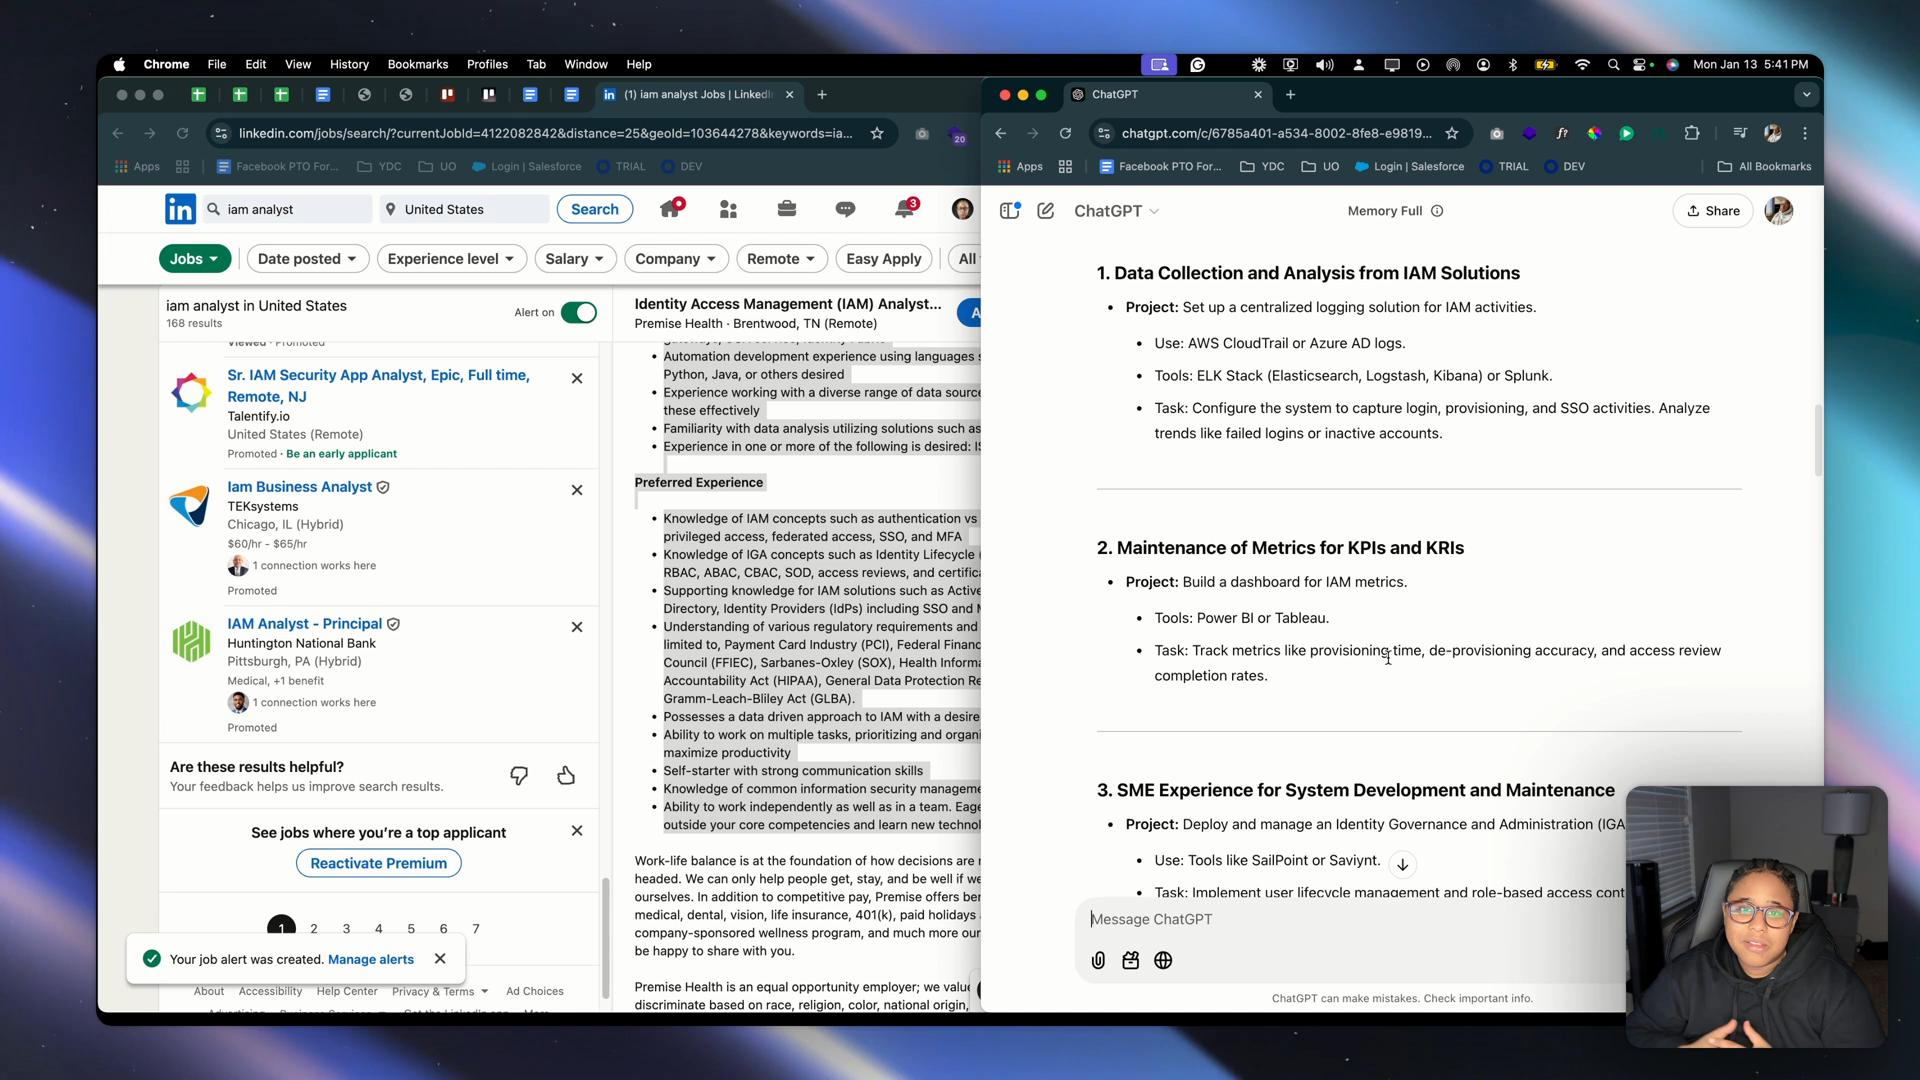 Chrome File Edit View History Bookmarks Profiles Tab Window Help
Mon Jan 13 5:41 PM
(1) iam analyst Jobs | LinkedIn
linkedin.com/jobs/search/?currentJobId=4122082842&distance=25&geoId=103644278&keywords=ia...
20
Apps
Facebook PTO For...
YDC
UO
Login | Salesforce
TRIAL
DEV
in
iam analyst
United States
Search
3
Jobs
Date posted
Experience level
Salary
Company
Remote
Easy Apply
All
iam analyst in United States
168 results
Alert on
Viewed · Promoted
Sr. IAM Security App Analyst, Epic, Full time,
Remote, NJ
Talentify.io
United States (Remote)
Promoted · Be an early applicant
Iam Business Analyst
TEKsystems
Chicago, IL (Hybrid)
$60/hr - $65/hr
1 connection works here
Promoted
IAM Analyst - Principal
Huntington National Bank
Pittsburgh, PA (Hybrid)
Medical, +1 benefit
1 connection works here
Promoted
Are these results helpful?
Your feedback helps us improve search results.
See jobs where you're a top applicant
Reactivate Premium
1 2 3 4 5 6 7
Your job alert was created. Manage alerts
About Accessibility Help Center Privacy & Terms Ad Choices
Identity Access Management (IAM) Analyst...
Premise Health · Brentwood, TN (Remote)
A
• Automation development experience using languages s
Python, Java, or others desired
• Experience working with a diverse range of data source
these effectively
• Familiarity with data analysis utilizing solutions such as
• Experience in one or more of the following is desired:
Preferred Experience
• Knowledge of IAM concepts such as authentication vs
privileged access, federated access, SSO, and MFA
• Knowledge of IGA concepts such as Identity Lifecycle (
RBAC, ABAC, CBAC, SOD, access reviews, and certific
• Supporting knowledge for IAM solutions such as Active
Directory, Identity Providers (IdPs) including SSO and M
• Understanding of various regulatory requirements and
limited to, Payment Card Industry (PCI), Federal Financ
Council (FFIEC), Sarbanes-Oxley (SOX), Health Informa
Accountability Act (HIPAA), General Data Protection Re
Gramm-Leach-Bliley Act (GLBA).
• Possesses a data driven approach to IAM with a desire
• Ability to work on multiple tasks, prioritizing and organi
maximize productivity
• Self-starter with strong communication skills
• Knowledge of common information security manageme
• Ability to work independently as well as in a team. Eage
outside your core competencies and learn new technol
Work-life balance is at the foundation of how decisions are
headed. We can only help people get, stay, and be well if we
ourselves. In addition to competitive pay, Premise offers ben
medical, dental, vision, life insurance, 401(k), paid holidays
company-sponsored wellness program, and much more our
be happy to share with you.
Premise Health is an equal opportunity employer; we value
discriminate based on race, religion, color, national origin,
ChatGPT
chatgpt.com/c/6785a401-a534-8002-8fe8-e9819...
f?
Apps
Facebook PTO For...
YDC
UO
Login | Salesforce
TRIAL
DEV
All Bookmarks
ChatGPT
Memory Full
Share
1. Data Collection and Analysis from IAM Solutions
• Project: Set up a centralized logging solution for IAM activities.
• Use: AWS CloudTrail or Azure AD logs.
• Tools: ELK Stack (Elasticsearch, Logstash, Kibana) or Splunk.
• Task: Configure the system to capture login, provisioning, and SSO activities. Analyze
trends like failed logins or inactive accounts.
2. Maintenance of Metrics for KPIs and KRIs
• Project: Build a dashboard for IAM metrics.
• Tools: Power BI or Tableau.
• Task: Track metrics like provisioning time, de-provisioning accuracy, and access review
completion rates.
3. SME Experience for System Development and Maintenance
• Project: Deploy and manage an Identity Governance and Administration (IGA
• Use: Tools like SailPoint or Saviynt.
• Task: Implement user lifecycle management and role-based access cont
Message ChatGPT
ChatGPT can make mistakes. Check important info.